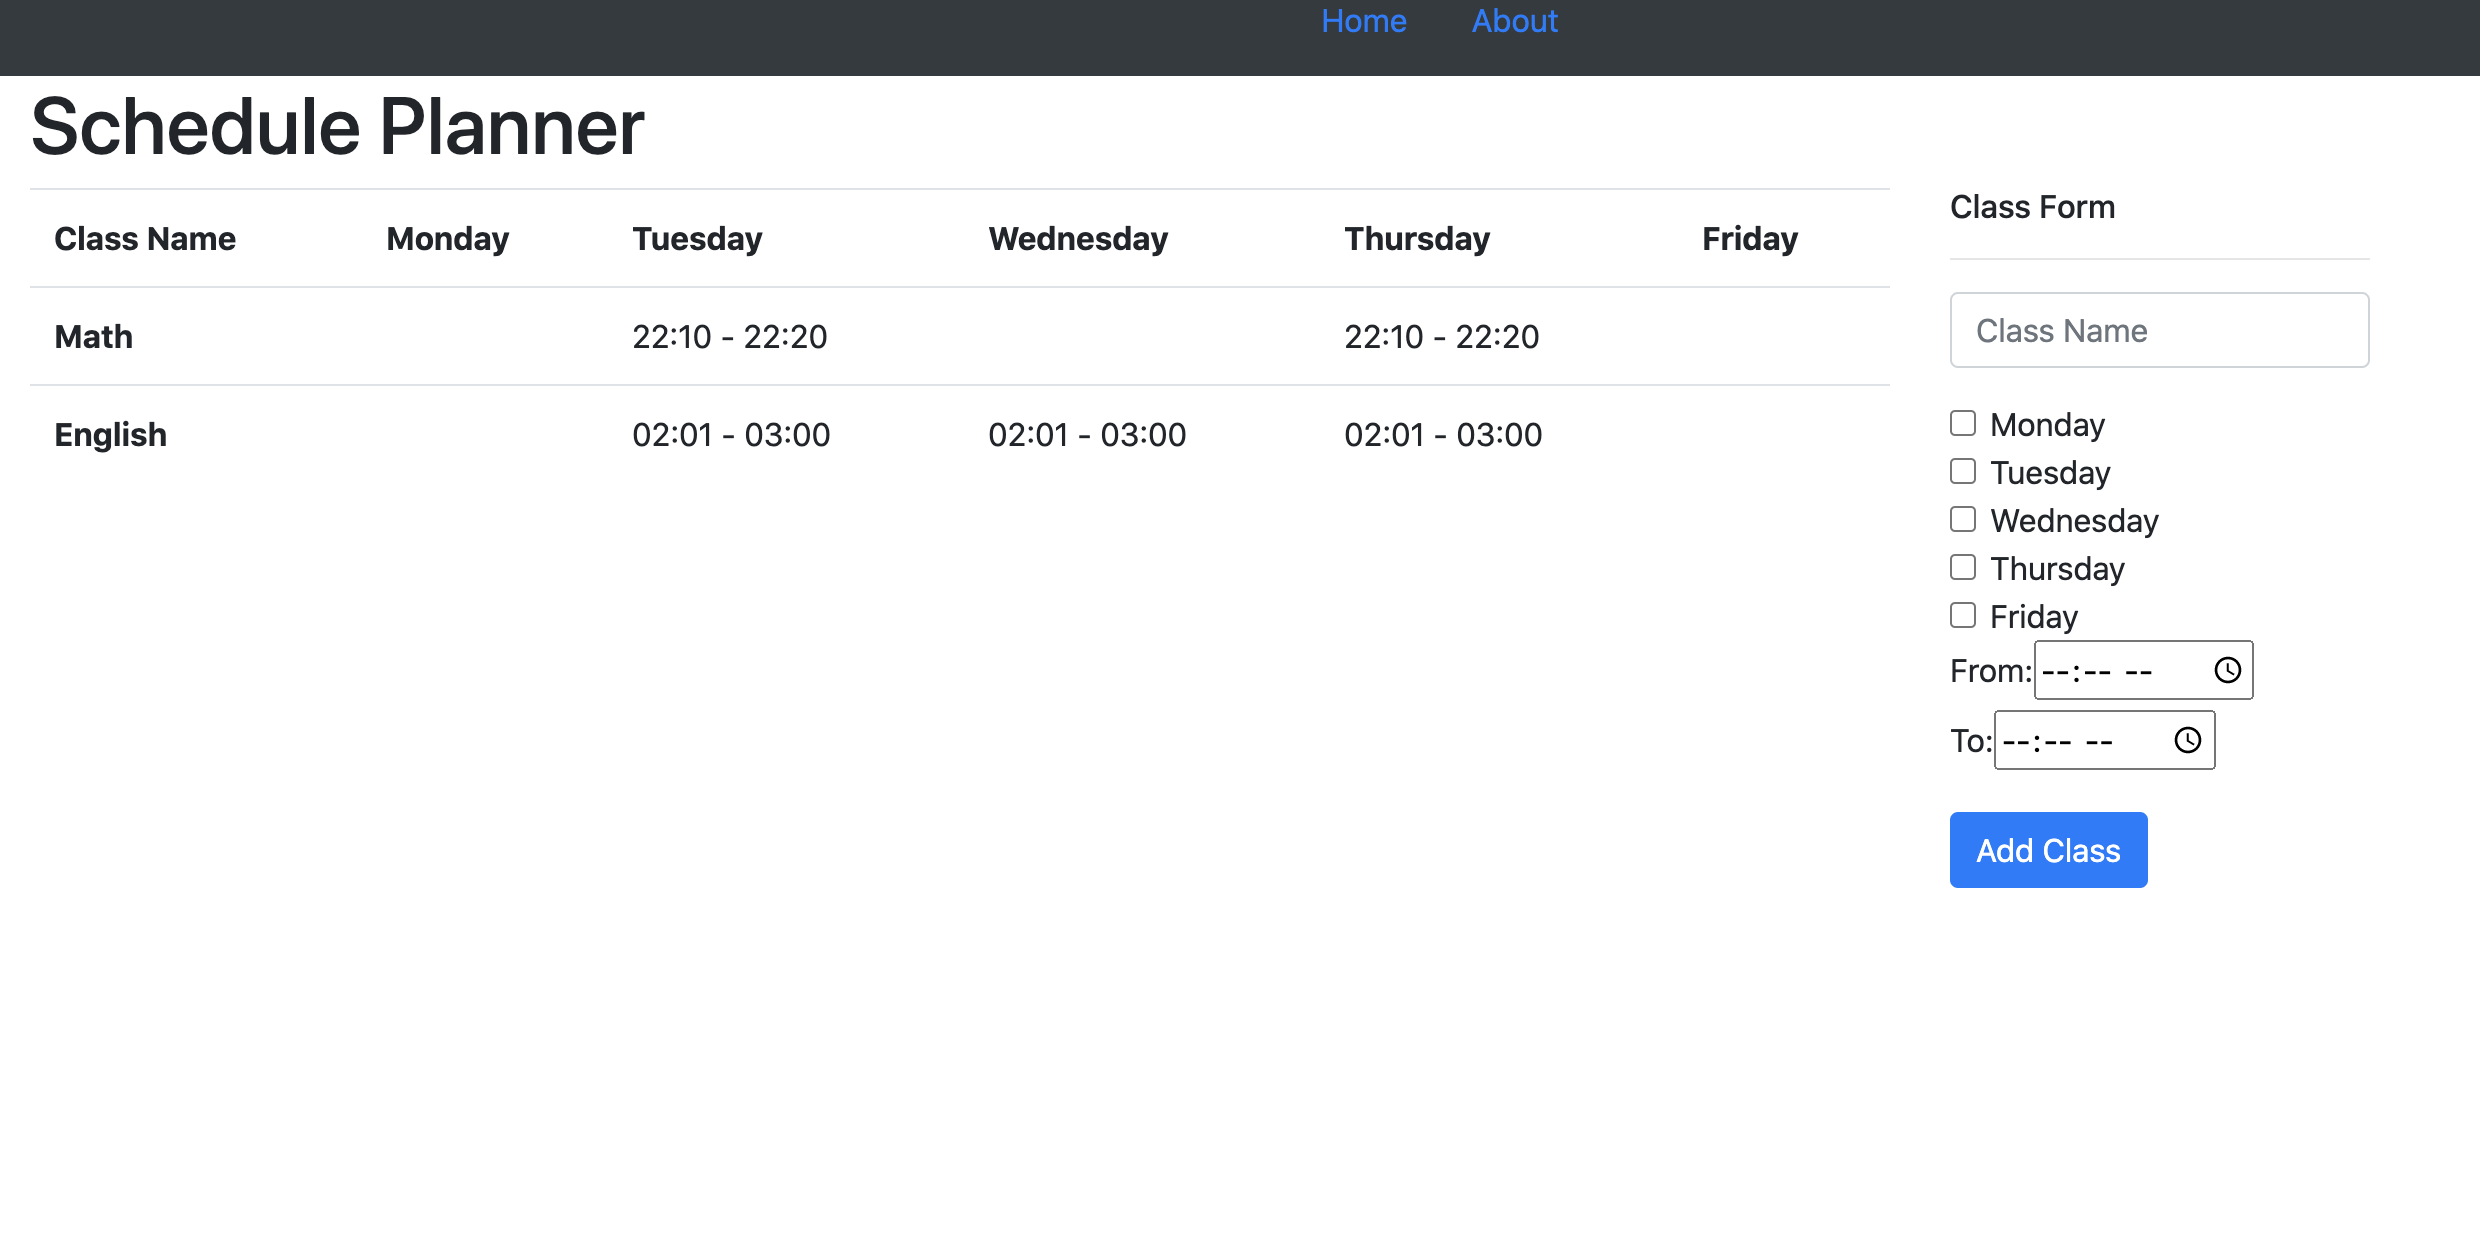 Home About
Schedule Planner
Class Name Monday Tuesday Wednesday Thursday Friday
Math 22:10 - 22:20 22:10 - 22:20
English 02:01 - 03:00 02:01 - 03:00 02:01 - 03:00
Class Form
Class Name
Monday
Tuesday
Wednesday
Thursday
Friday
From: --:-- --
To: --:-- --
Add Class